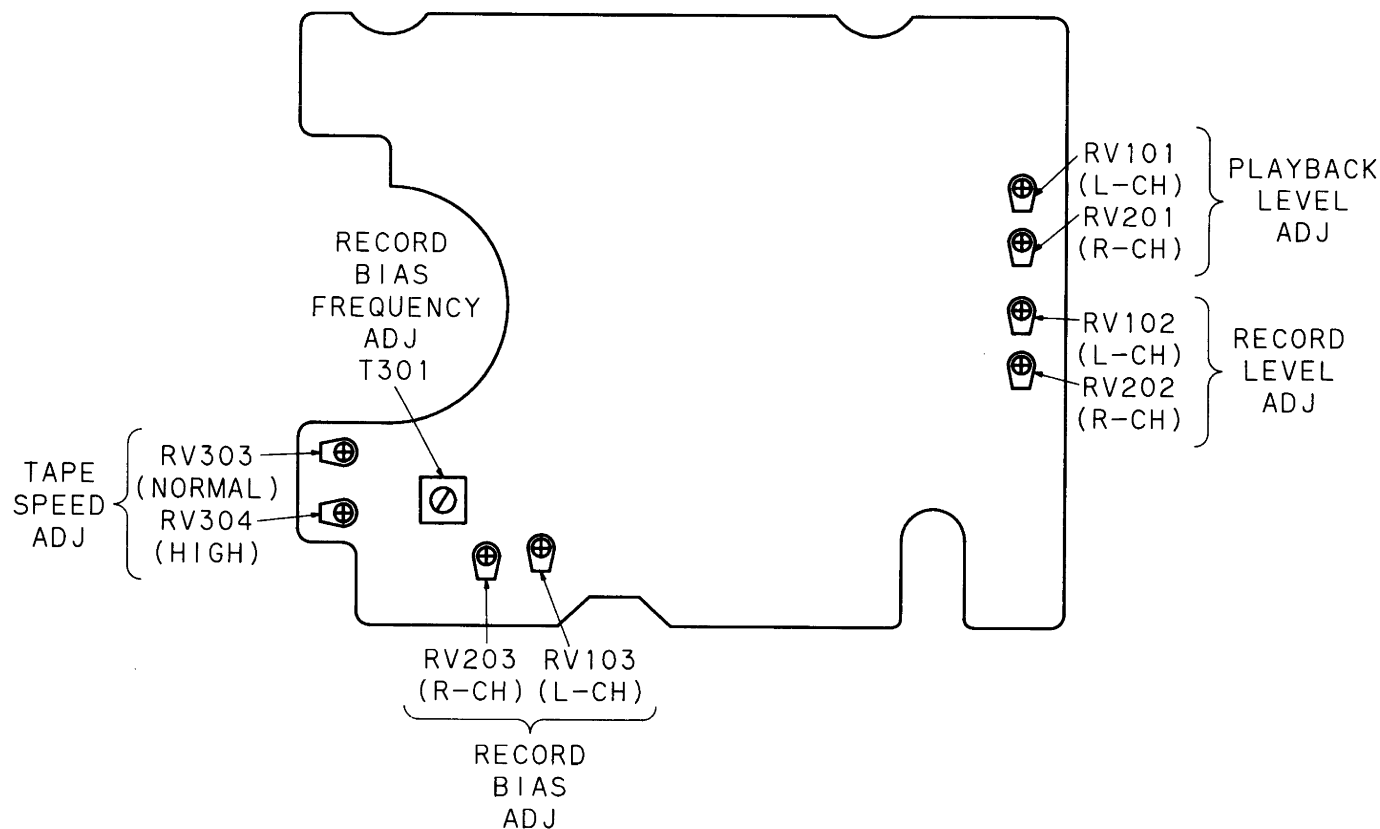 RV101
(L-CH)
RV201
(R-CH)
PLAYBACK
LEVEL
ADJ
RECORD
BIAS
FREQUENCY
ADJ
T301
RV102
(L-CH)
RV202
(R-CH)
RECORD
LEVEL
ADJ
TAPE
SPEED
ADJ
RV303
(NORMAL)
RV304
(HIGH)
RV203
(R-CH)
RV103
(L-CH)
RECORD
BIAS
ADJ